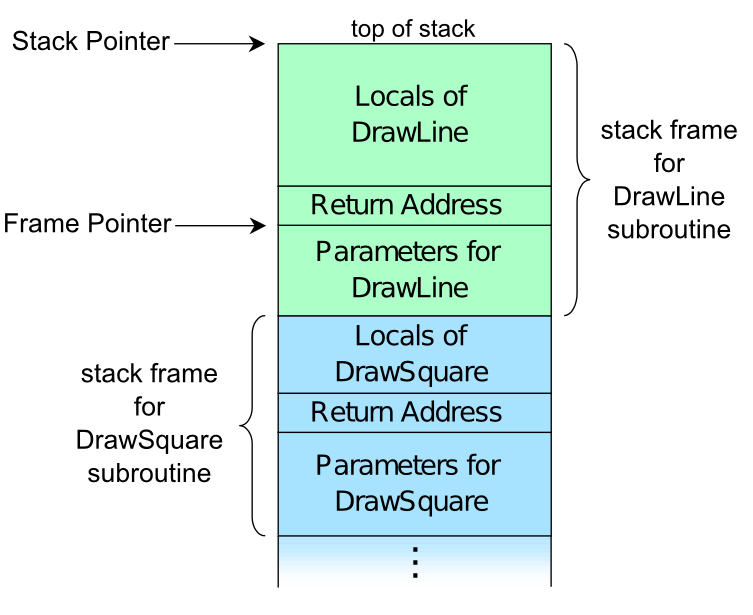 top of stack
Stack Pointer
Locals of
DrawLine
stack frame
for
DrawLine
subroutine
Return Address
Frame Pointer
Parameters for
DrawLine
Locals of
DrawSquare
stack frame
for
DrawSquare
subroutine
Return Address
Parameters for
DrawSquare
⋮